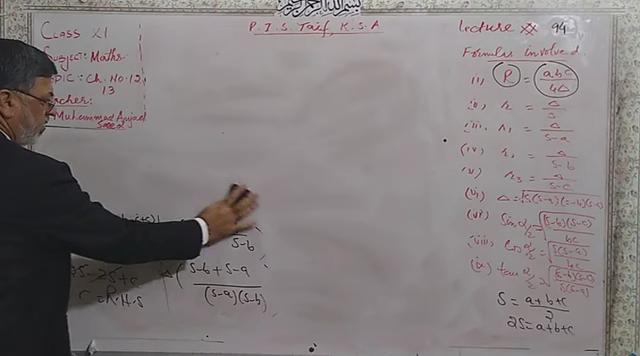 بسم الله الرحمن الرحيم
Class XI
Subject: Maths
TOPIC: Ch. No: 12,
13
Teacher:
Muhammad Amjad
P.I.S. Taif, K.S.A
Lecture 94
Formulas involved
(i) R = abc/4Δ
(ii) r = Δ/s
(iii) r₁ = Δ/s-a
(iv) r₂ = Δ/s-b
(v) r₃ = Δ/s-c
(vi) Δ = √s(s-a)(s-b)(s-c)
(vii) Sin α/2 = √(s-b)(s-c)/bc
(viii) Cos α/2 = √s(s-a)/bc
(ix) tan α/2 = √(s-b)(s-c)/s(s-a)
S = a+b+c/2
2S = a+b+c
s-b
2S-2S+c
c = R.H.S
s-b+s-a/(s-a)(s-b)